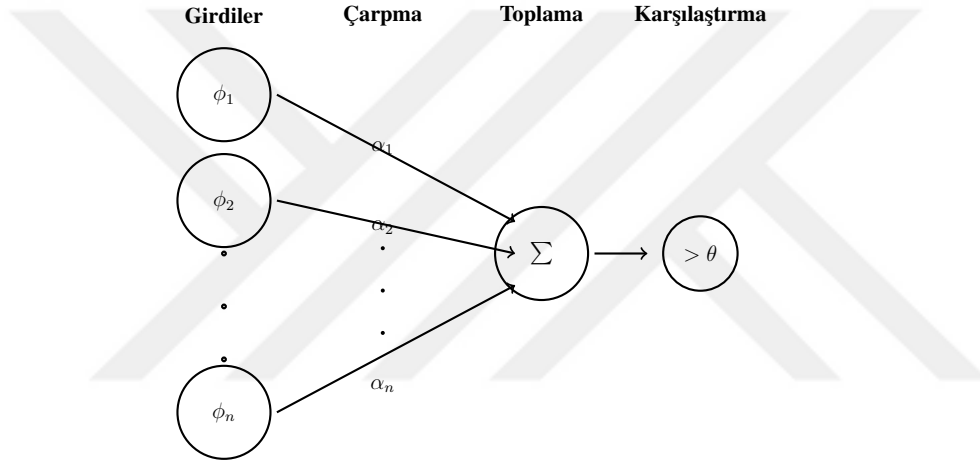 Girdiler Çarpma Toplama Karşılaştırma
ϕ₁
α₁
ϕ₂
α₂
∑
> θ
αₙ
ϕₙ